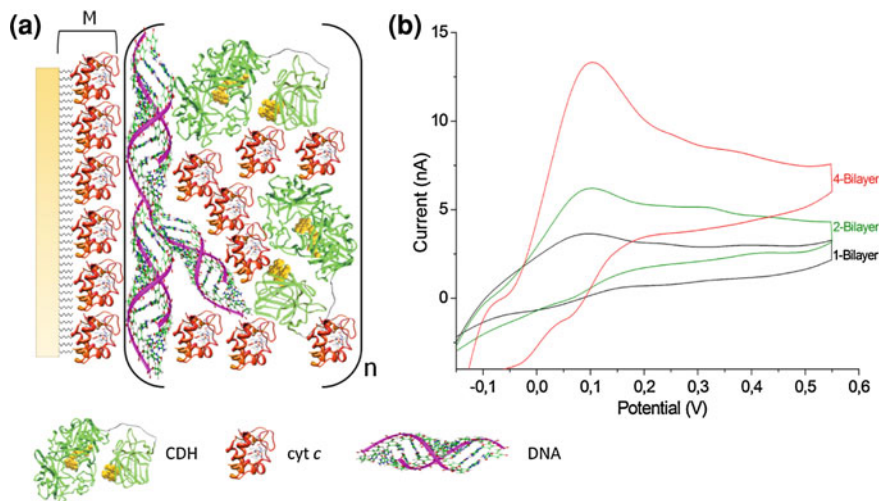 (a)
M
n
CDH
cyt c
DNA
(b)
15
10
5
0
Current (nA)
4-Bilayer
2-Bilayer
1-Bilayer
-0,1 0,0 0,1 0,2 0,3 0,4 0,5 0,6
Potential (V)